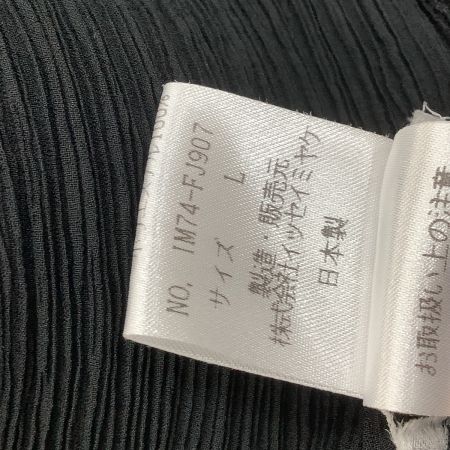 NO. IM74-FJ907
サイズ L
製造・販売元
株式会社イッセイミヤケ
日本製
お取扱い上の注意